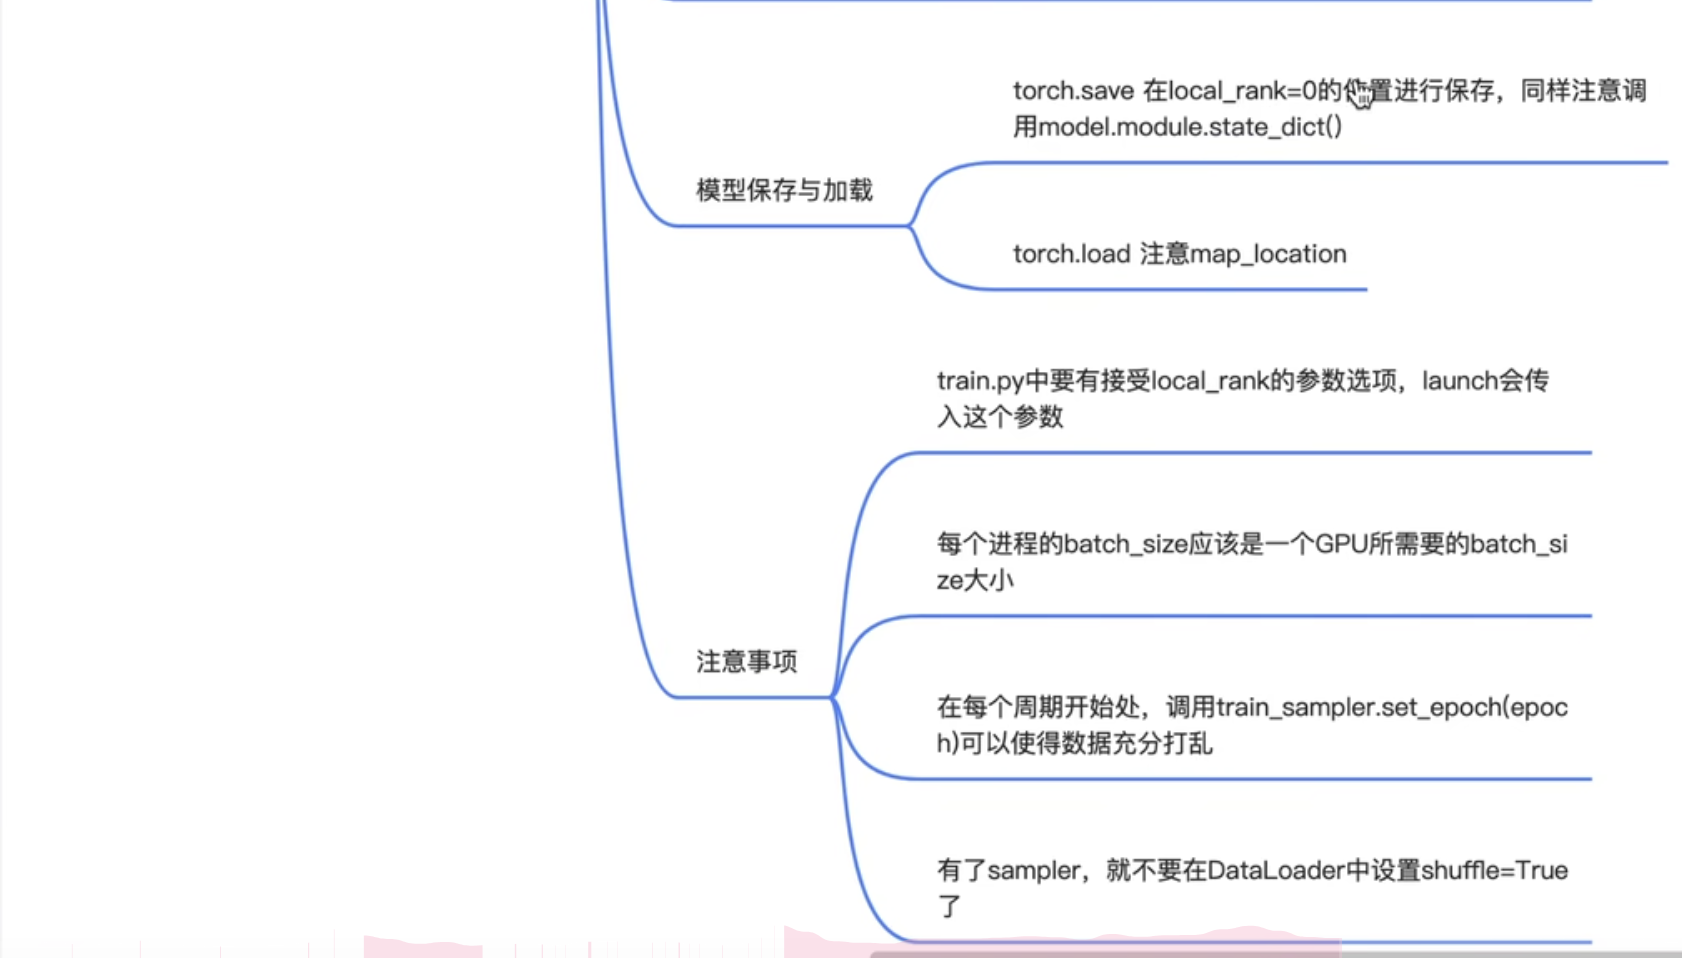 torch.save 在local_rank=0的位置进行保存，同样注意调
用model.module.state_dict()
模型保存与加载
torch.load 注意map_location
train.py中要有接受local_rank的参数选项，launch会传
入这个参数
每个进程的batch_size应该是一个GPU所需要的batch_si
ze大小
注意事项
在每个周期开始处，调用train_sampler.set_epoch(epoc
h)可以使得数据充分打乱
有了sampler，就不要在DataLoader中设置shuffle=True
了